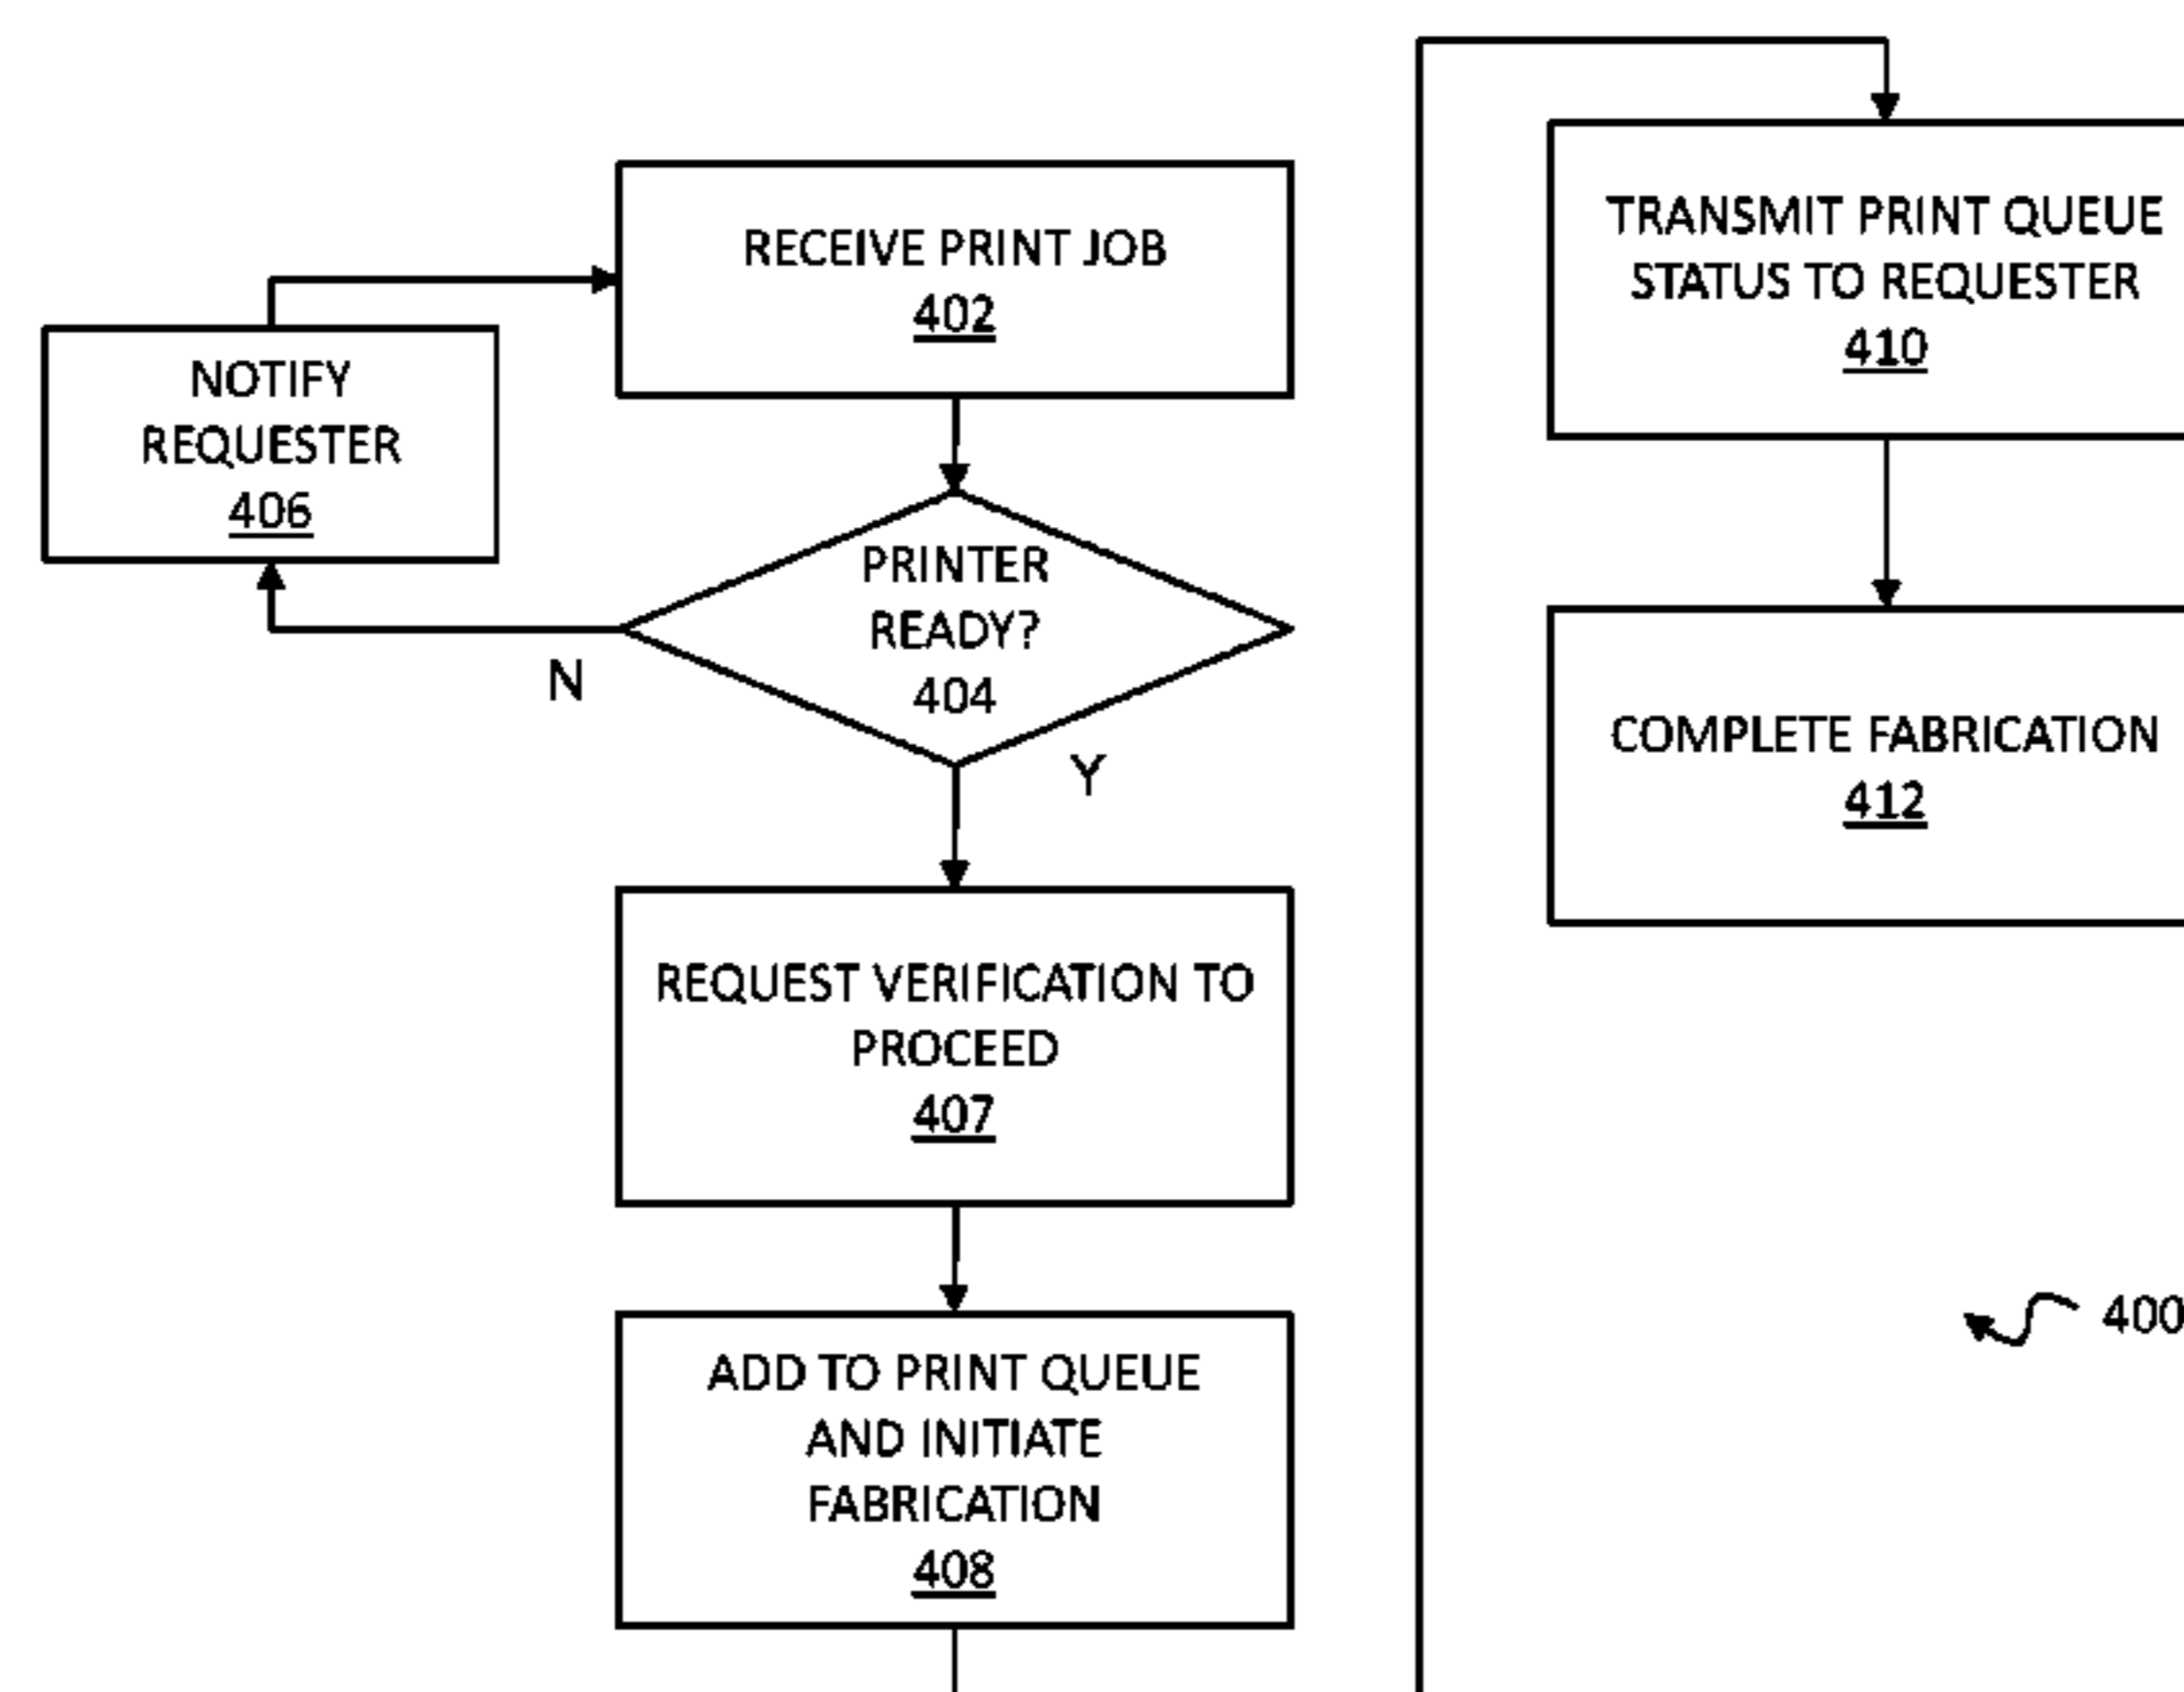 RECEIVE PRINT JOB
402
NOTIFY
REQUESTER
406
PRINTER
READY?
404
N
Y
REQUEST VERIFICATION TO
PROCEED
407
ADD TO PRINT QUEUE
AND INITIATE
FABRICATION
408
TRANSMIT PRINT QUEUE
STATUS TO REQUESTER
410
COMPLETE FABRICATION
412
400